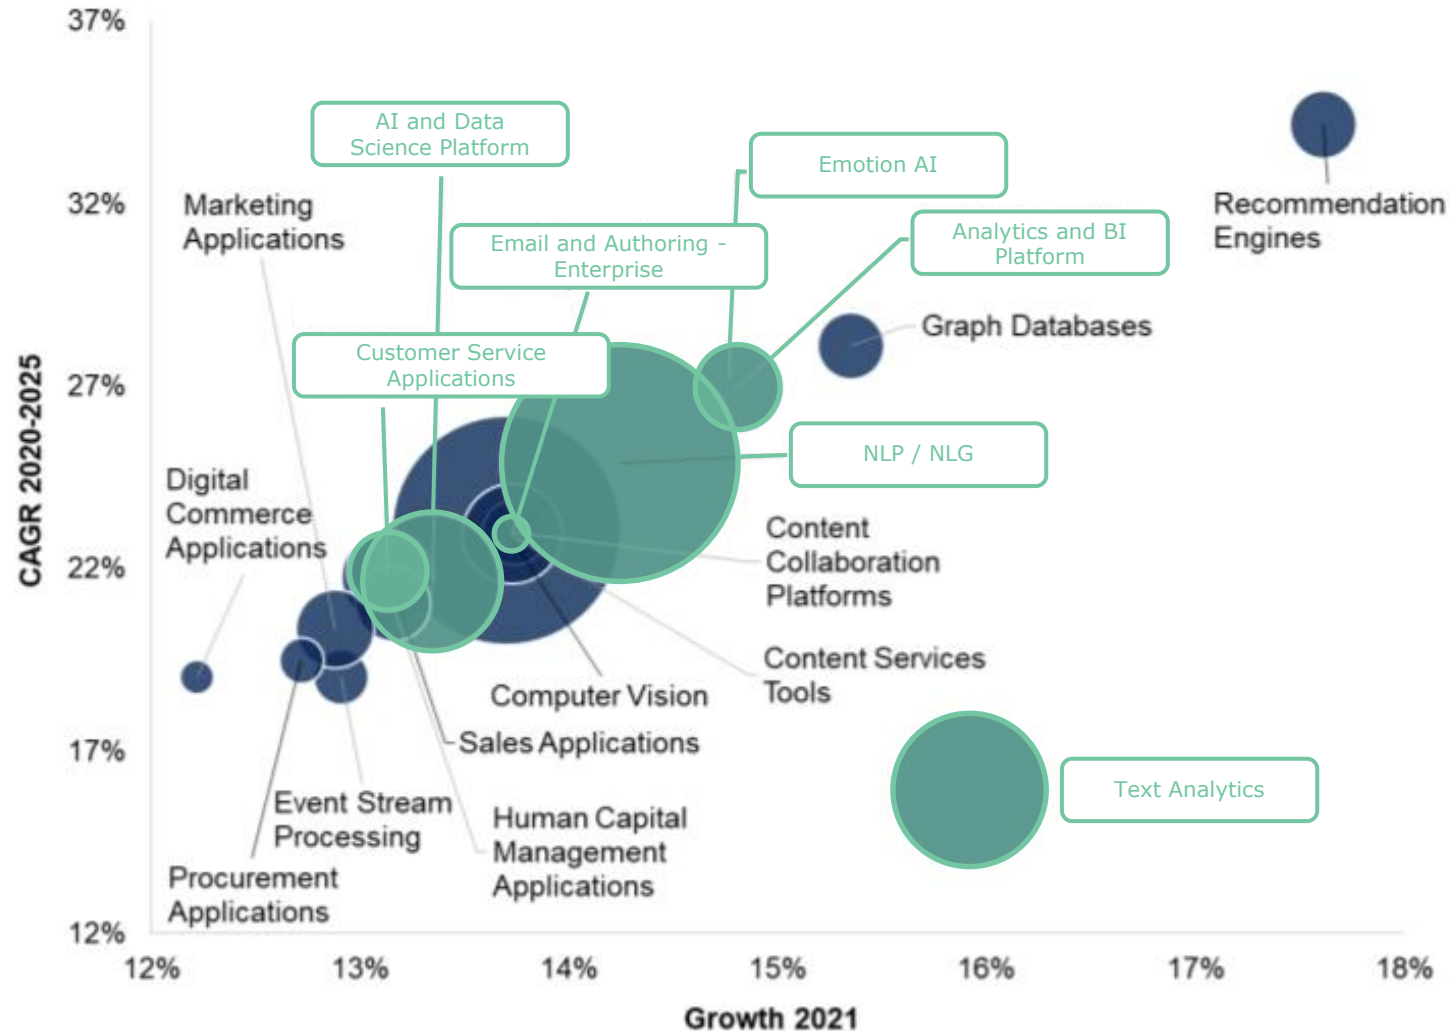 37%
32%
27%
22%
17%
12%
CAGR 2020-2025
AI and Data
Science Platform
Emotion AI
Marketing
Applications
Email and Authoring -
Enterprise
Analytics and BI
Platform
Recommendation
Engines
Graph Databases
Customer Service
Applications
NLP / NLG
Digital
Commerce
Applications
Content
Collaboration
Platforms
Content Services
Tools
Computer Vision
Sales Applications
Text Analytics
Event Stream
Processing
Human Capital
Management
Applications
Procurement
Applications
12%
13%
14%
15%
16%
17%
18%
Growth 2021